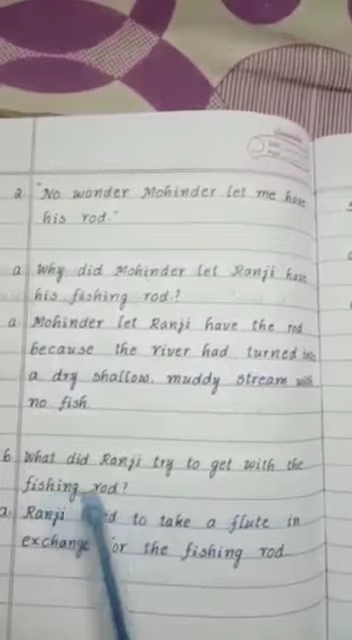 2. "No wonder Mohinder let me have
his rod."
a Why did Mohinder let Ranji have
his fishing rod?
a Mohinder let Ranji have the rod
because the river had turned into
a dry shallow. muddy stream with
no fish.
b What did Ranji try to get with the
fishing rod?
a. Ranji to take a flute in
exchange for the fishing rod